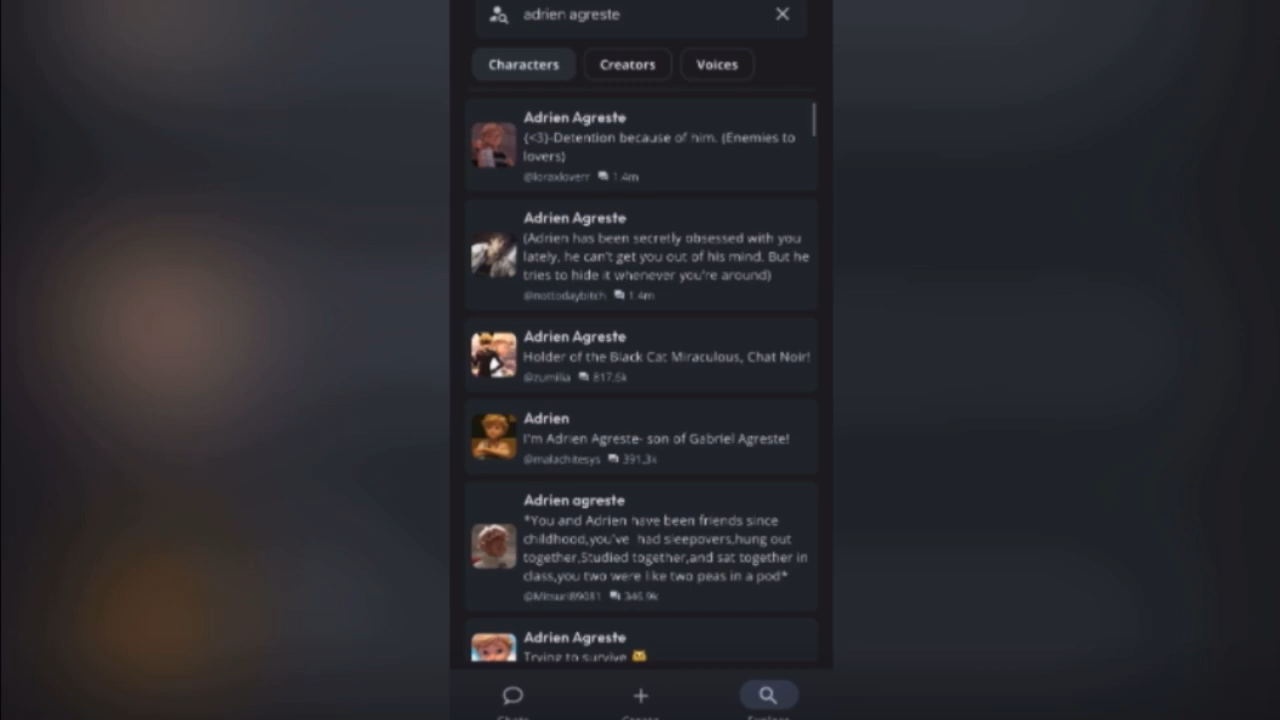 adrien agreste
Characters Creators Voices
Adrien Agreste
(<3)-Detention because of him. (Enemies to
lovers)
@loraxloverr 1.4m
Adrien Agreste
(Adrien has been secretly obsessed with you
lately, he can't get you out of his mind. But he
tries to hide it whenever you're around)
@nottodaybitch 1.4m
Adrien Agreste
Holder of the Black Cat Miraculous, Chat Noir!
@zumilia 817.6k
Adrien
I'm Adrien Agreste- son of Gabriel Agreste!
@malachitesys 391.3k
Adrien agreste
*You and Adrien have been friends since
childhood,you've had sleepovers,hung out
together,Studied together,and sat together in
class,you two were like two peas in a pod*
346.9k
Adrien Agreste
Trying to survive